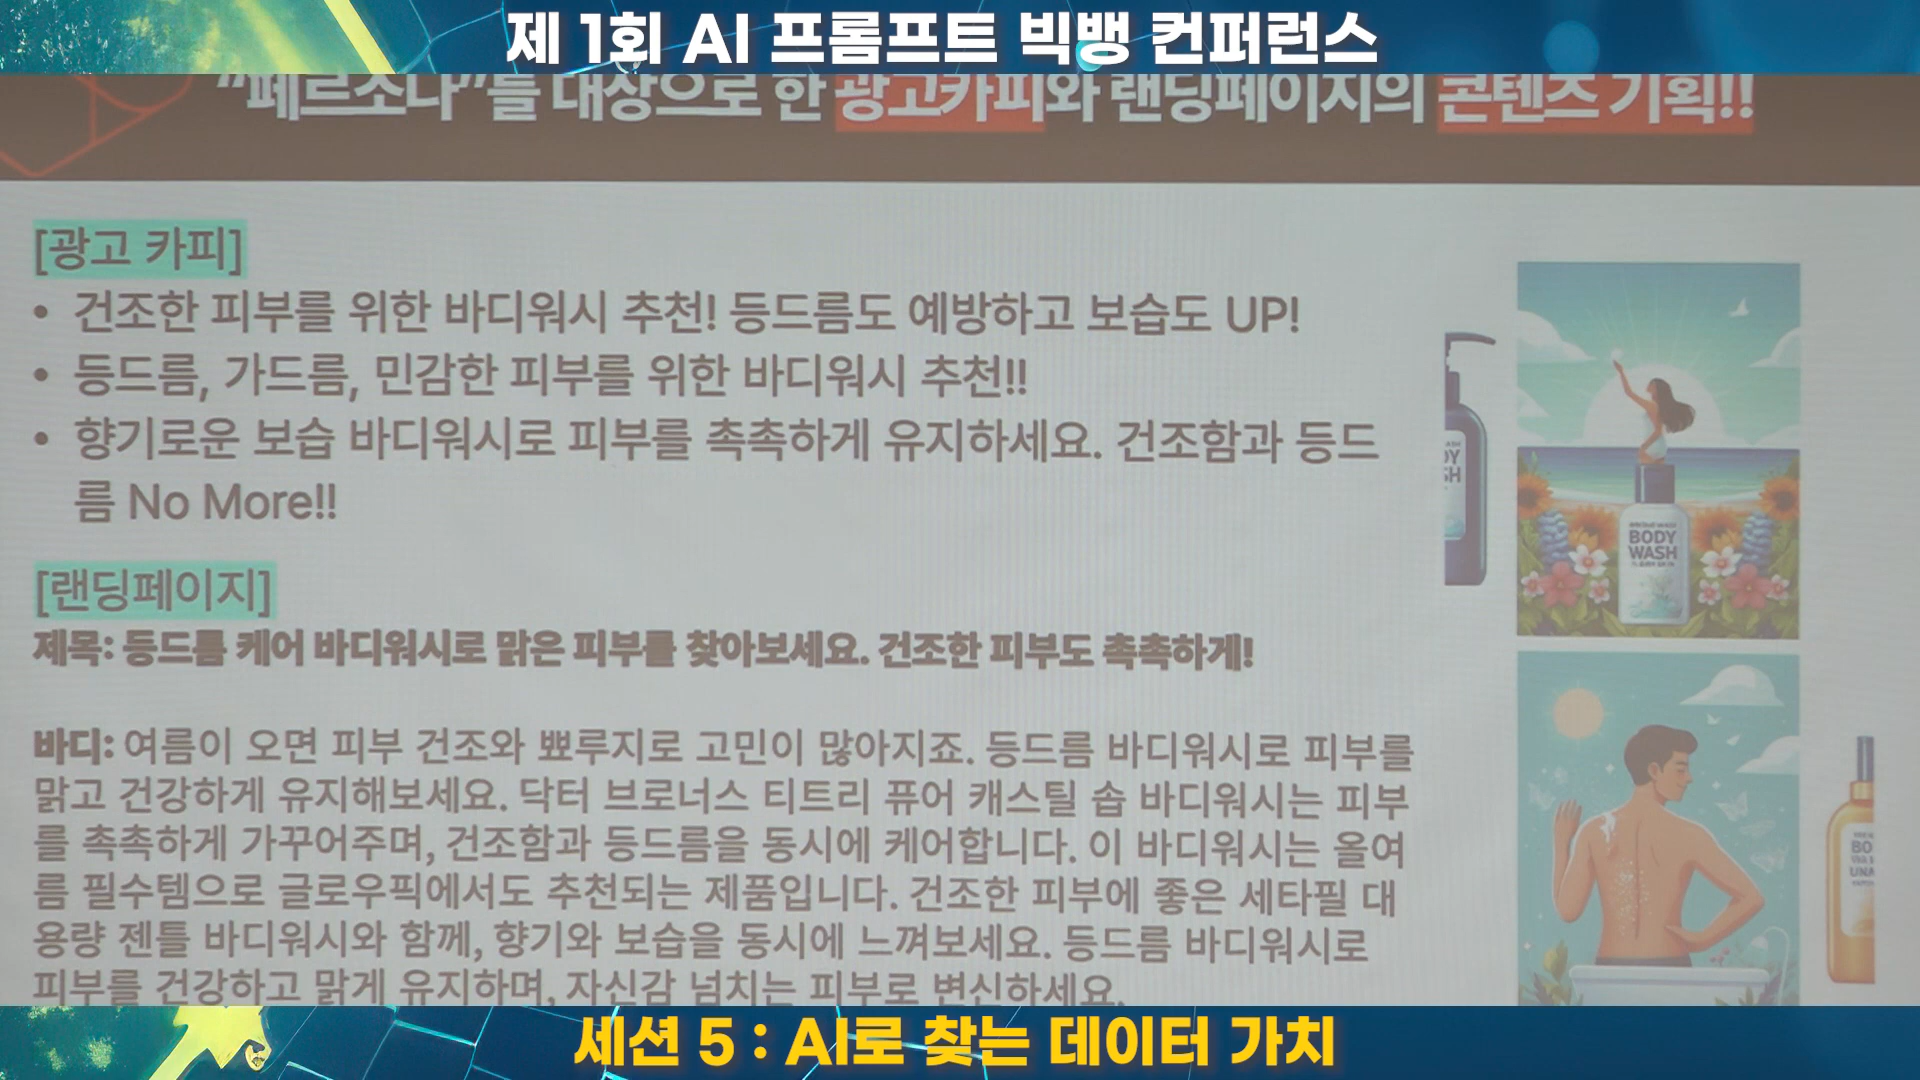 제 1회 AI 프롬프트 빅뱅 컨퍼런스
"페르소나"를 대상으로 한 광고카피와 랜딩페이지의 콘텐츠 기획!!
[광고 카피]
• 건조한 피부를 위한 바디워시 추천! 등드름도 예방하고 보습도 UP!
• 등드름, 가드름, 민감한 피부를 위한 바디워시 추천!!
• 향기로운 보습 바디워시로 피부를 촉촉하게 유지하세요. 건조함과 등드
름 No More!!
[랜딩페이지]
제목: 등드름 케어 바디워시로 맑은 피부를 찾아보세요. 건조한 피부도 촉촉하게!
바디: 여름이 오면 피부 건조와 뾰루지로 고민이 많아지죠. 등드름 바디워시로 피부를
맑고 건강하게 유지해보세요. 닥터 브로너스 티트리 퓨어 캐스틸 솝 바디워시는 피부
를 촉촉하게 가꾸어주며, 건조함과 등드름을 동시에 케어합니다. 이 바디워시는 올여
름 필수템으로 글로우픽에서도 추천되는 제품입니다. 건조한 피부에 좋은 세타필 대
용량 젠틀 바디워시와 함께, 향기와 보습을 동시에 느껴보세요. 등드름 바디워시로
피부를 건강하고 맑게 유지하며, 자신감 넘치는 피부로 변신하세요.
BODY
WASH
BO
UNA
세션 5 : AI로 찾는 데이터 가치